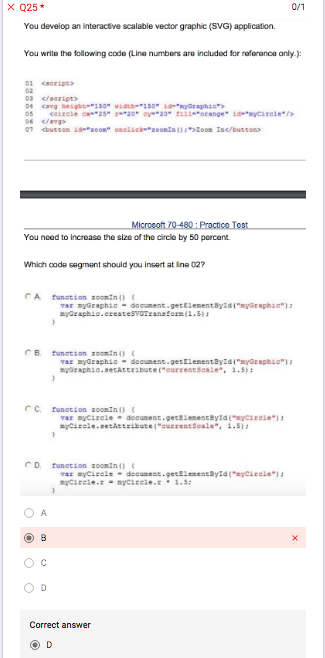 × Q25 *
0/1
You develop an interactive scalable vector graphic (SVG) application.
You write the following code (Line numbers are included for reference only.):
01 <script>
02
03 </script>
04 <svg height="150" width="150" id="myGraphic">
05 <circle cx="25" r="20" cy="20" fill="orange" id="myCircle"/>
06 </svg>
07 <button id="zoom" onclick="zoomIn();">Zoom In</button>
Microsoft 70-480 : Practice Test
You need to increase the size of the circle by 50 percent.
Which code segment should you insert at line 02?
A. function zoomIn() {
var myGraphic = document.getElementById("myGraphic");
myGraphic.createSVGTransform(1.5);
}
B. function zoomIn() {
var myGraphic = document.getElementById("myGraphic");
myGraphic.setAttribute("currentScale", 1.5);
}
C. function zoomIn() {
var myCircle = document.getElementById("myCircle");
myCircle.setAttribute("currentScale", 1.5);
}
D. function zoomIn() {
var myCircle = document.getElementById("myCircle");
myCircle.r = myCircle.r * 1.5;
}
A
B ×
C
D
Correct answer
D